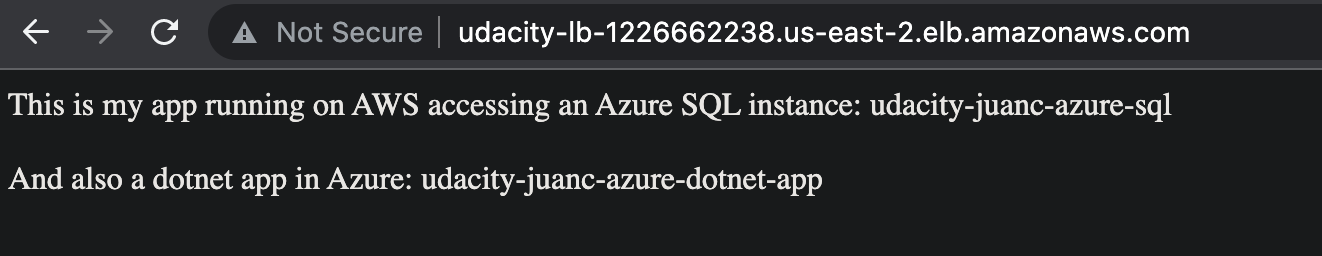 Not Secure udacity-lb-1226662238.us-east-2.elb.amazonaws.com
This is my app running on AWS accessing an Azure SQL instance: udacity-juanc-azure-sql
And also a dotnet app in Azure: udacity-juanc-azure-dotnet-app